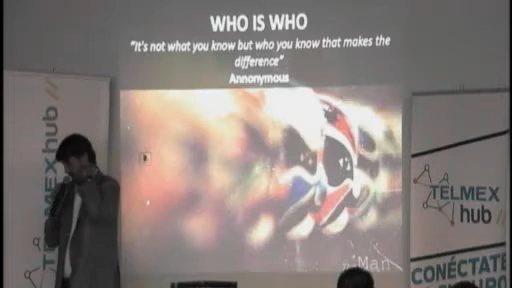 WHO IS WHO
"It's not what you know but who you know that makes the
difference"
Annonymous
Man
TELMEX hub //
TELMEX
hub //
CONÉCTATE